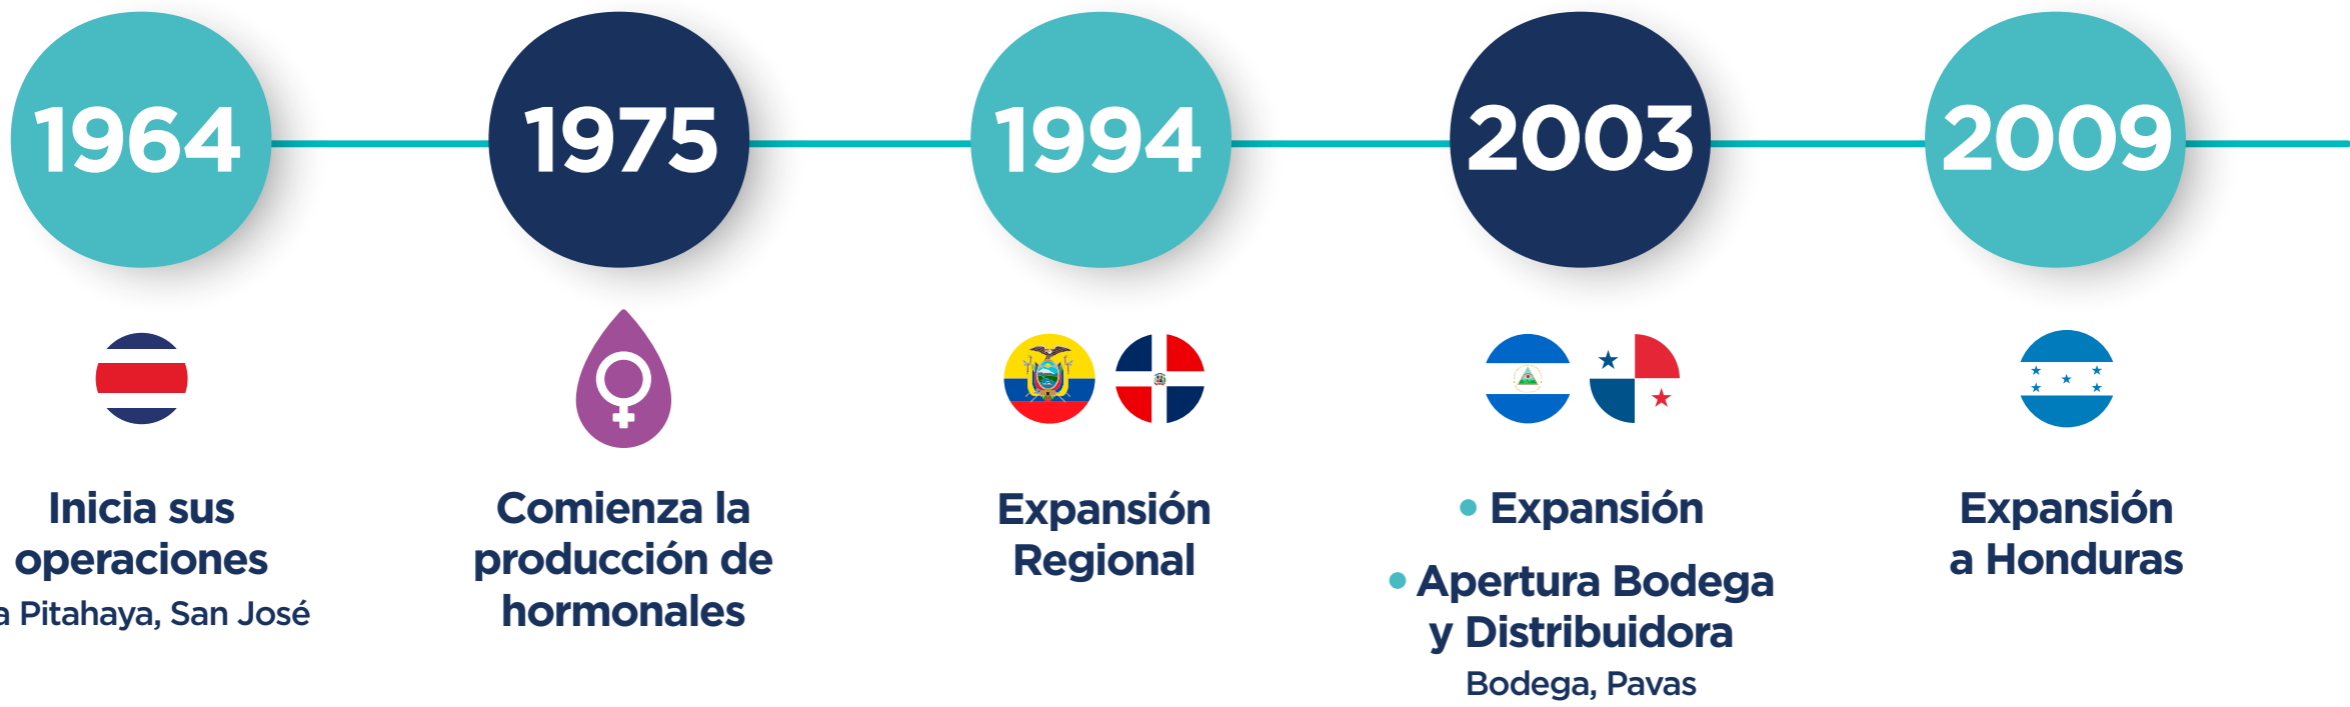 1964
1975
1994
2003
2009
Inicia sus
operaciones
a Pitahaya, San José
Comienza la
producción de
hormonales
Expansión
Regional
• Expansión
• Apertura Bodega
y Distribuidora
Bodega, Pavas
Expansión
a Honduras